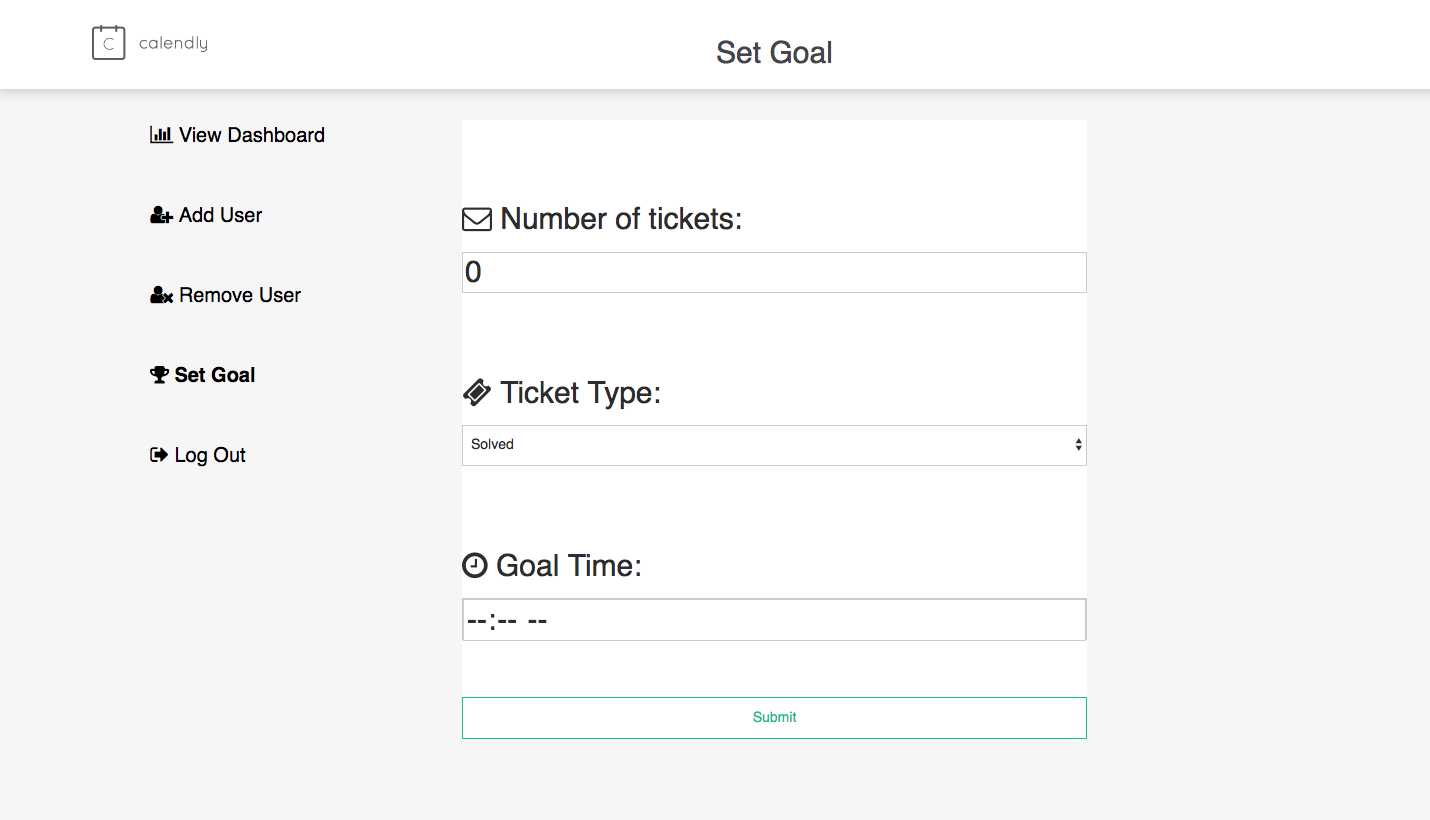 C calendly
Set Goal
View Dashboard
Add User
Remove User
Set Goal
Log Out
Number of tickets:
0
Ticket Type:
Solved
Goal Time:
--:-- --
Submit